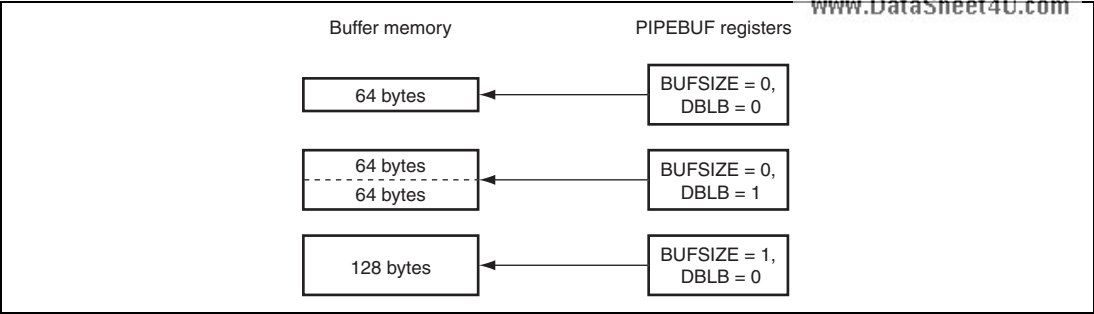 www.DataSheet4U.com
Buffer memory
PIPEBUF registers
64 bytes
BUFSIZE = 0,
DBLB = 0
64 bytes
64 bytes
BUFSIZE = 0,
DBLB = 1
128 bytes
BUFSIZE = 1,
DBLB = 0